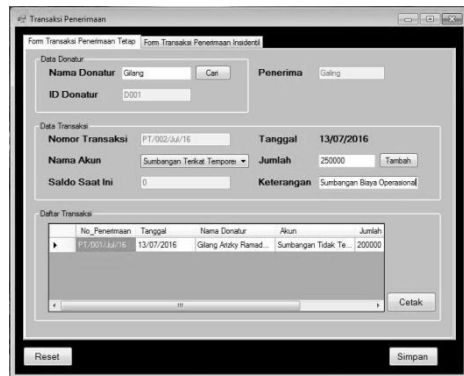 Transaksi Penerimaan
Form Transaksi Penerimaan Tetap Form Transaksi Penerimaan Insidentil
Data Donatur
Nama Donatur Gilang Cari Penerima Galing
ID Donatur D001
Data Transaksi
Nomor Transaksi PT/002/Jul/16 Tanggal 13/07/2016
Nama Akun Sumbangan Terikat Temporer Jumlah 250000 Tambah
Saldo Saat Ini 0 Keterangan Sumbangan Biaya Operasional
Daftar Transaksi
No_Penerimaan Tanggal Nama Donatur Akun Jumlah
PT/001/Jul/16 13/07/2016 Gilang Arizky Ramad... Sumbangan Tidak Te... 200000
Cetak
Reset Simpan